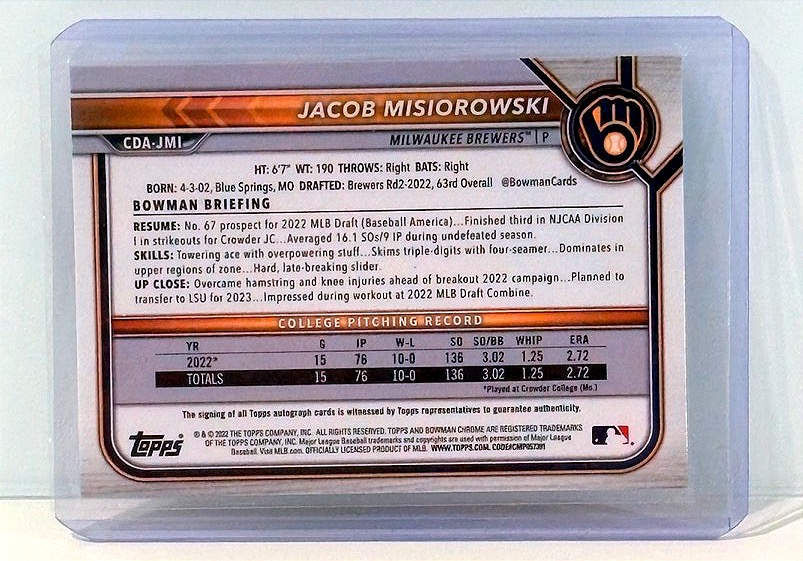 JACOB MISIOROWSKI
CDA-JMI
MILWAUKEE BREWERS™ | P
HT: 6'7" WT: 190 THROWS: Right BATS: Right
BORN: 4-3-02, Blue Springs, MO DRAFTED: Brewers Rd2-2022, 63rd Overall @BowmanCards
BOWMAN BRIEFING
RESUME: No. 67 prospect for 2022 MLB Draft (Baseball America)...Finished third in NJCAA Division
I in strikeouts for Crowder JC...Averaged 16.1 SOs/9 IP during undefeated season.
SKILLS: Towering ace with overpowering stuff...Skims triple-digits with four-seamer...Dominates in
upper regions of zone...Hard, late-breaking slider.
UP CLOSE: Overcame hamstring and knee injuries ahead of breakout 2022 campaign...Planned to
transfer to LSU for 2023...Impressed during workout at 2022 MLB Draft Combine.
COLLEGE PITCHING RECORD
YR G IP W-L SO SO/BB WHIP ERA
2022* 15 76 10-0 136 3.02 1.25 2.72
TOTALS 15 76 10-0 136 3.02 1.25 2.72
*Played at Crowder College (Mo.)
The signing of all Topps autograph cards is witnessed by Topps representatives to guarantee authenticity.
Topps
® & © 2022 THE TOPPS COMPANY, INC. ALL RIGHTS RESERVED. TOPPS AND BOWMAN CHROME ARE REGISTERED TRADEMARKS
OF THE TOPPS COMPANY, INC. Major League Baseball trademarks and copyrights are used with permission of Major League
Baseball. Visit MLB.com. OFFICIALLY LICENSED PRODUCT OF MLB. WWW.TOPPS.COM. CODE#CMP057391